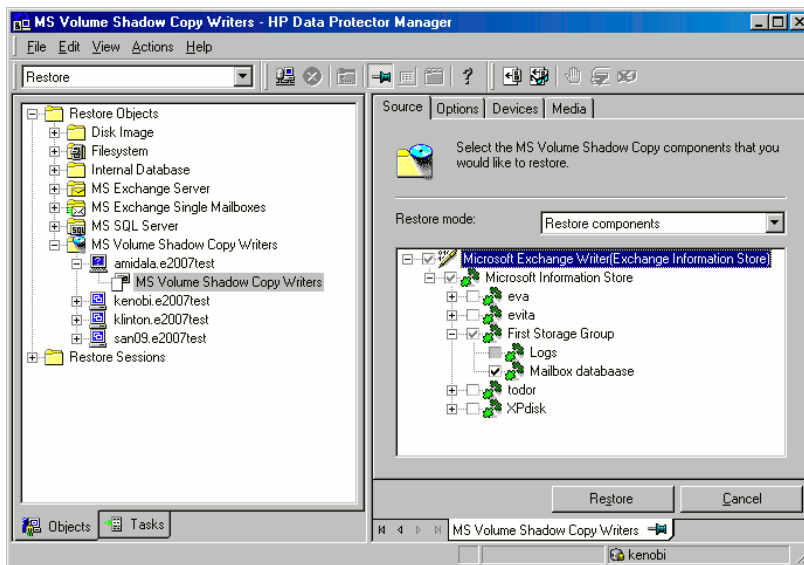 MS Volume Shadow Copy Writers - HP Data Protector Manager
File Edit View Actions Help
Restore
Restore Objects
Disk Image
Filesystem
Internal Database
MS Exchange Server
MS Exchange Single Mailboxes
MS SQL Server
MS Volume Shadow Copy Writers
amidala.e2007test
MS Volume Shadow Copy Writers
kenobi.e2007test
klinton.e2007test
san09.e2007test
Restore Sessions
Objects Tasks
Source Options Devices Media
Select the MS Volume Shadow Copy components that you
would like to restore.
Restore mode: Restore components
Microsoft Exchange Writer(Exchange Information Store)
Microsoft Information Store
eva
evita
First Storage Group
Logs
Mailbox databaase
todor
XPdisk
Restore Cancel
MS Volume Shadow Copy Writers
kenobi